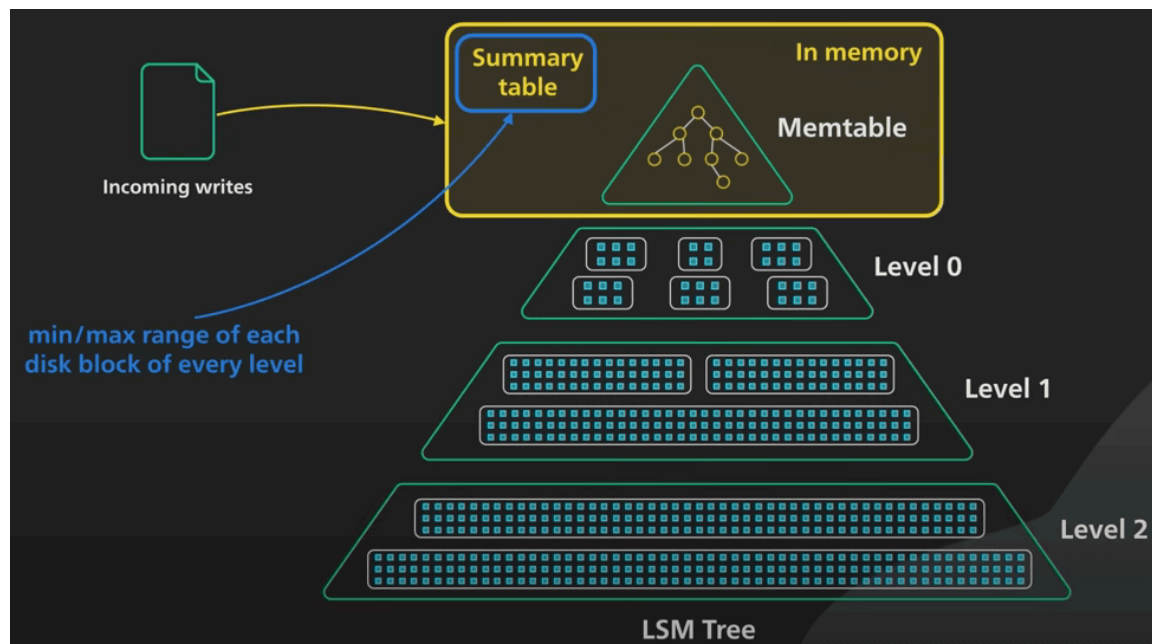 Summary
table
In memory
Memtable
Incoming writes
Level 0
min/max range of each
disk block of every level
Level 1
Level 2
LSM Tree